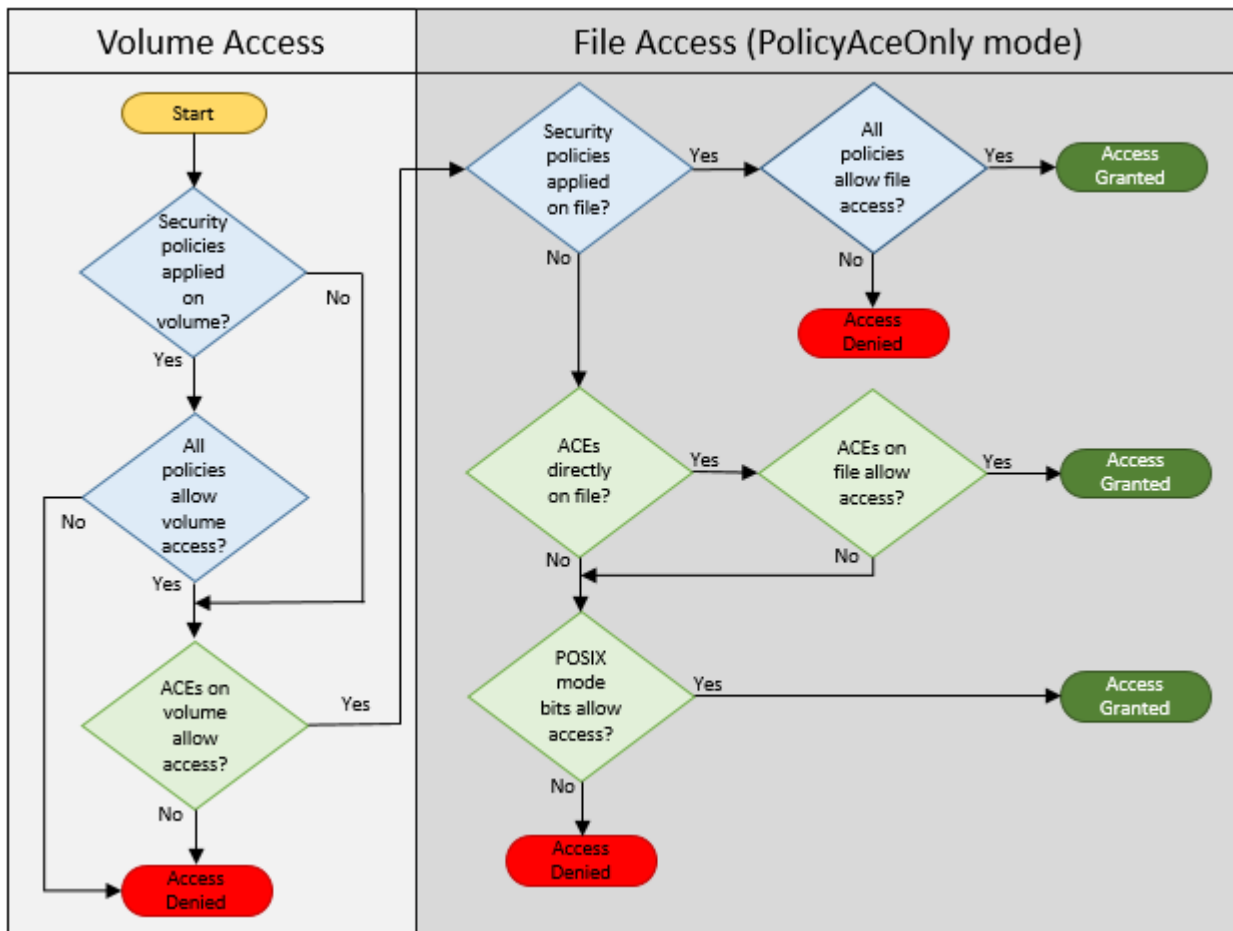 Volume Access
File Access (PolicyAceOnly mode)
Start
Security
policies
applied
on
volume?
No
Yes
All
policies
allow
volume
access?
No
Yes
ACEs on
volume
allow
access?
Yes
No
Access
Denied
Security
policies
applied
on file?
Yes
No
All
policies
allow file
access?
Yes
No
Access
Granted
Access
Denied
ACEs
directly
on file?
Yes
No
ACEs on
file allow
access?
Yes
No
Access
Granted
POSIX
mode
bits allow
access?
Yes
No
Access
Granted
Access
Denied